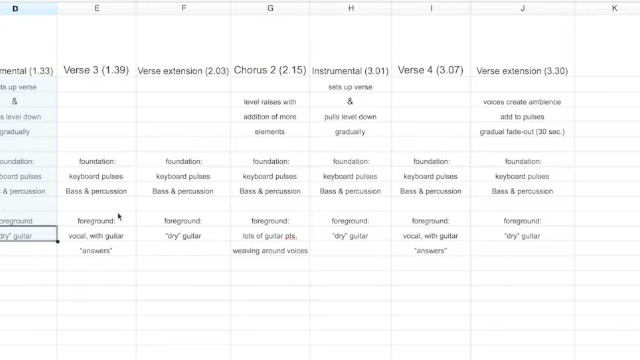 D E F G H I J K
mental (1.33) Verse 3 (1.39) Verse extension (2.03) Chorus 2 (2.15) Instrumental (3.01) Verse 4 (3.07) Verse extension (3.30)
ts up verse sets up verse
& level raises with & voices create ambience
ls level down addition of more pulls level down add to pulses
gradually elements gradually gradual fade-out (30 sec.)
oundation: foundation: foundation: foundation: foundation: foundation: foundation:
oard pulses keyboard pulses keyboard pulses keyboard pulses keyboard pulses keyboard pulses keyboard pulses
s & percussion Bass & percussion Bass & percussion Bass & percussion Bass & percussion Bass & percussion Bass & percussion
oreground foreground: foreground: foreground: foreground: foreground: foreground:
dry" guitar vocal, with guitar "dry" guitar lots of guitar pts. "dry" guitar vocal, with guitar "dry" guitar
"answers" weaving around voices "answers"